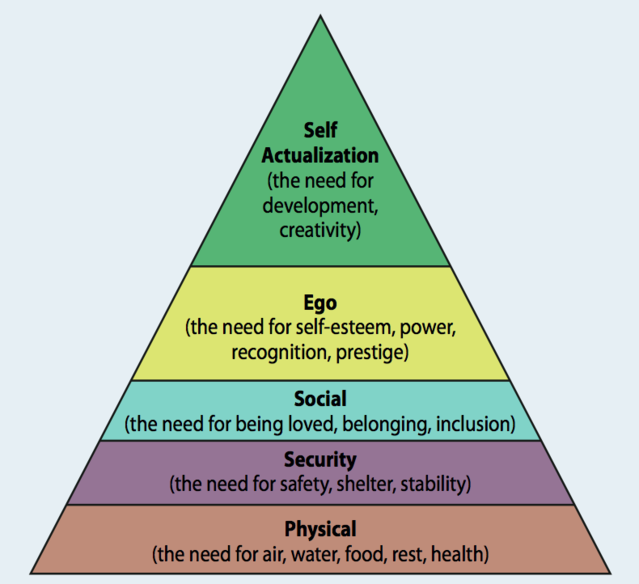 Self
Actualization
(the need for
development,
creativity)
Ego
(the need for self-esteem, power,
recognition, prestige)
Social
(the need for being loved, belonging, inclusion)
Security
(the need for safety, shelter, stability)
Physical
(the need for air, water, food, rest, health)